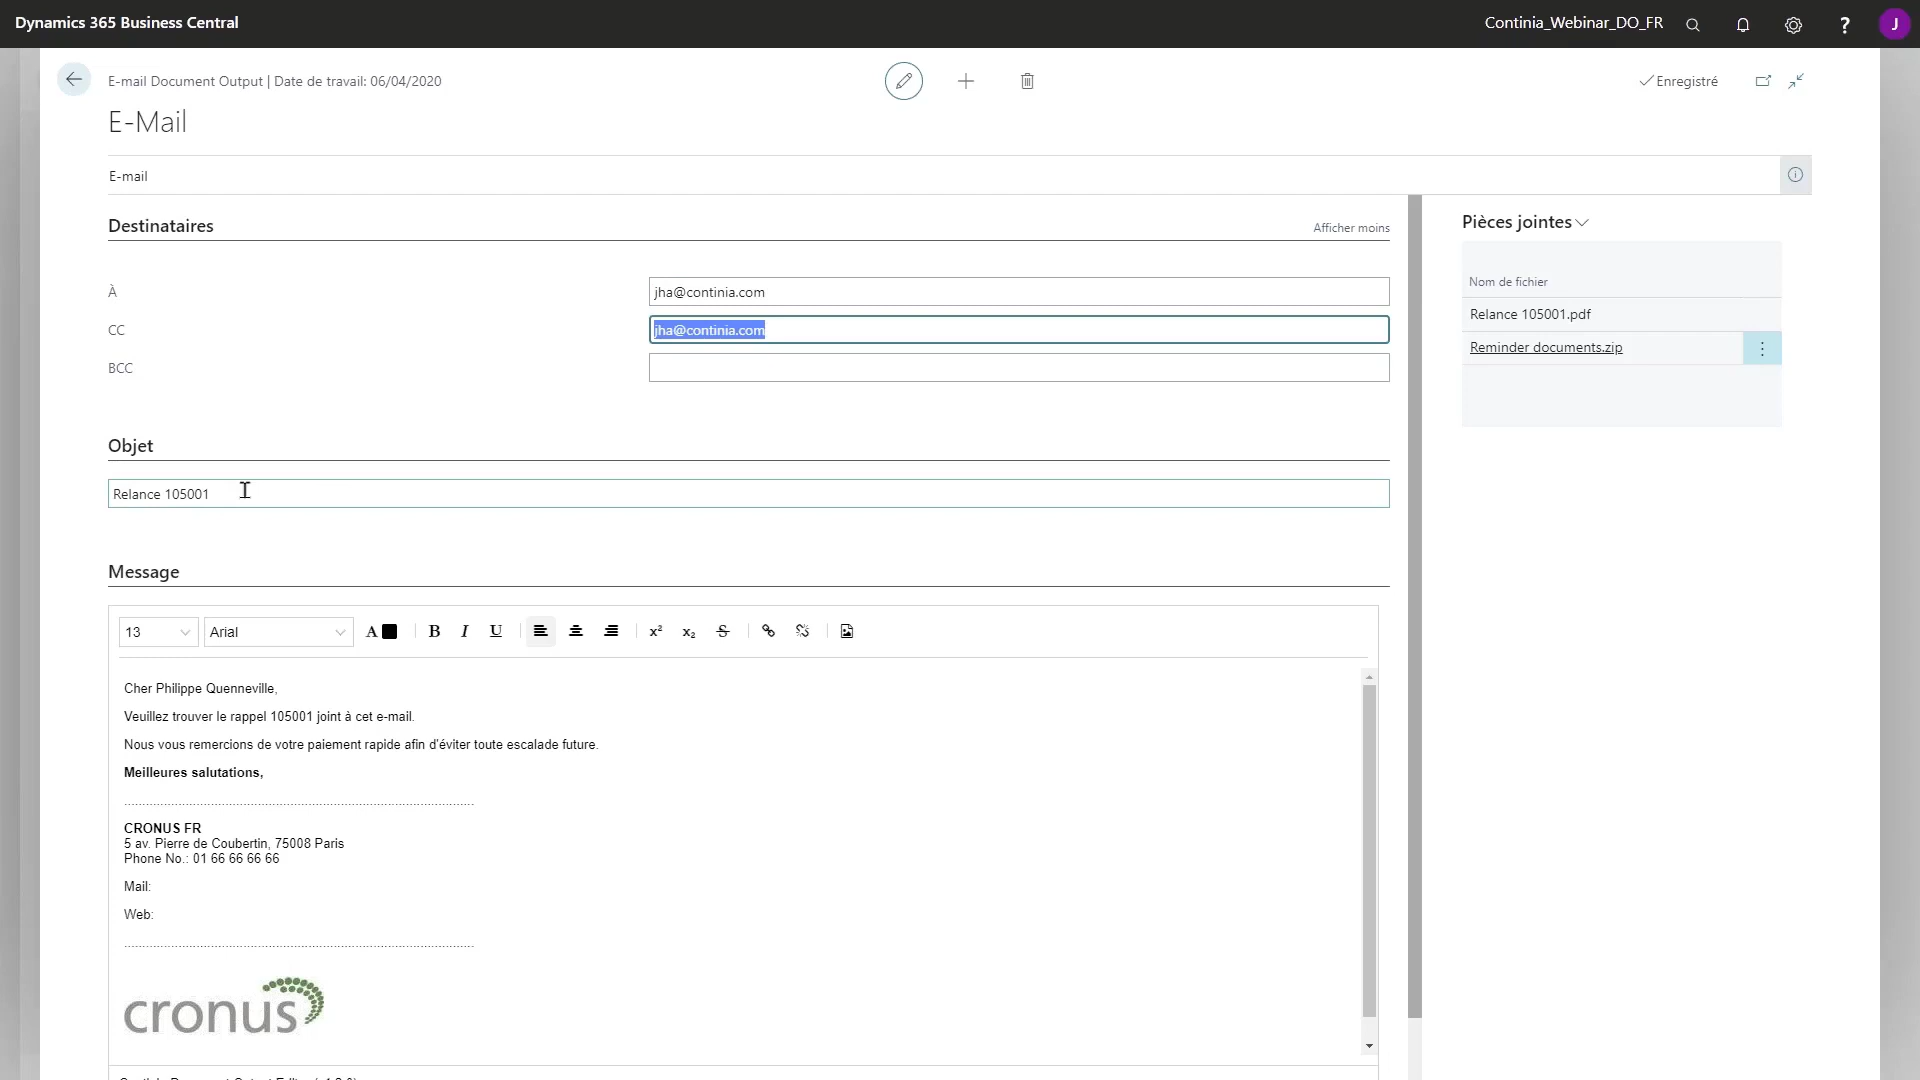 Dynamics 365 Business Central
Continia_Webinar_DO_FR
?
J
E-mail Document Output | Date de travail: 06/04/2020
Enregistré
E-Mail
E-mail
Destinataires
Afficher moins
À
jha@continia.com
CC
jha@continia.com
BCC
Objet
Relance 105001
Message
13
Arial
A
B
I
U
x²
x₂
S
Cher Philippe Quenneville,
Veuillez trouver le rappel 105001 joint à cet e-mail.
Nous vous remercions de votre paiement rapide afin d'éviter toute escalade future.
Meilleures salutations,
CRONUS FR
5 av. Pierre de Coubertin, 75008 Paris
Phone No.: 01 66 66 66 66
Mail:
Web:
cronus
Pièces jointes
Nom de fichier
Relance 105001.pdf
Reminder documents.zip